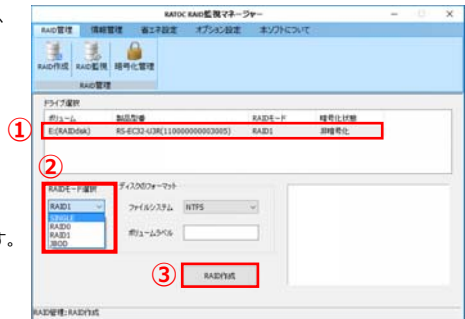 、
RATOC RAID監視マネージャー
RAID管理 情報管理 省エネ設定 オプション設定 本ソフトについて
RAID作成 RAID監視 暗号化管理
RAID管理
ドライブ選択
ボリューム 製品型番 RAIDモード 暗号化状態
① E:(RAIDdisk) RS-EC32-U3R(110000000003005) RAID1 非暗号化
②
RAIDモード選択 ディスクのフォーマット
RAID1 ファイルシステム NTFS
SINGLE
RAID0
RAID1 ボリュームラベル
JBOD
す。
③ RAID作成
RAID管理:RAID作成